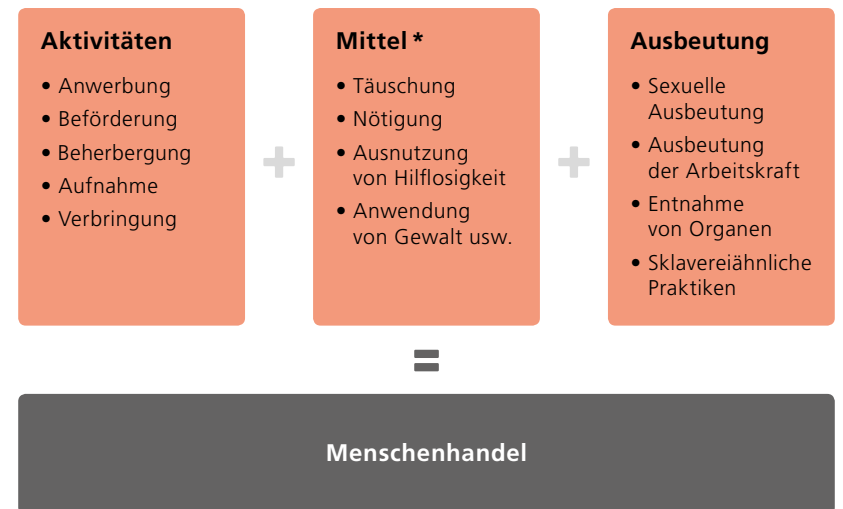 Aktivitäten
• Anwerbung
• Beförderung
• Beherbergung
• Aufnahme
• Verbringung
+
Mittel *
• Täuschung
• Nötigung
• Ausnutzung
von Hilflosigkeit
• Anwendung
von Gewalt usw.
+
Ausbeutung
• Sexuelle
Ausbeutung
• Ausbeutung
der Arbeitskraft
• Entnahme
von Organen
• Sklavereiähnliche
Praktiken
=
Menschenhandel